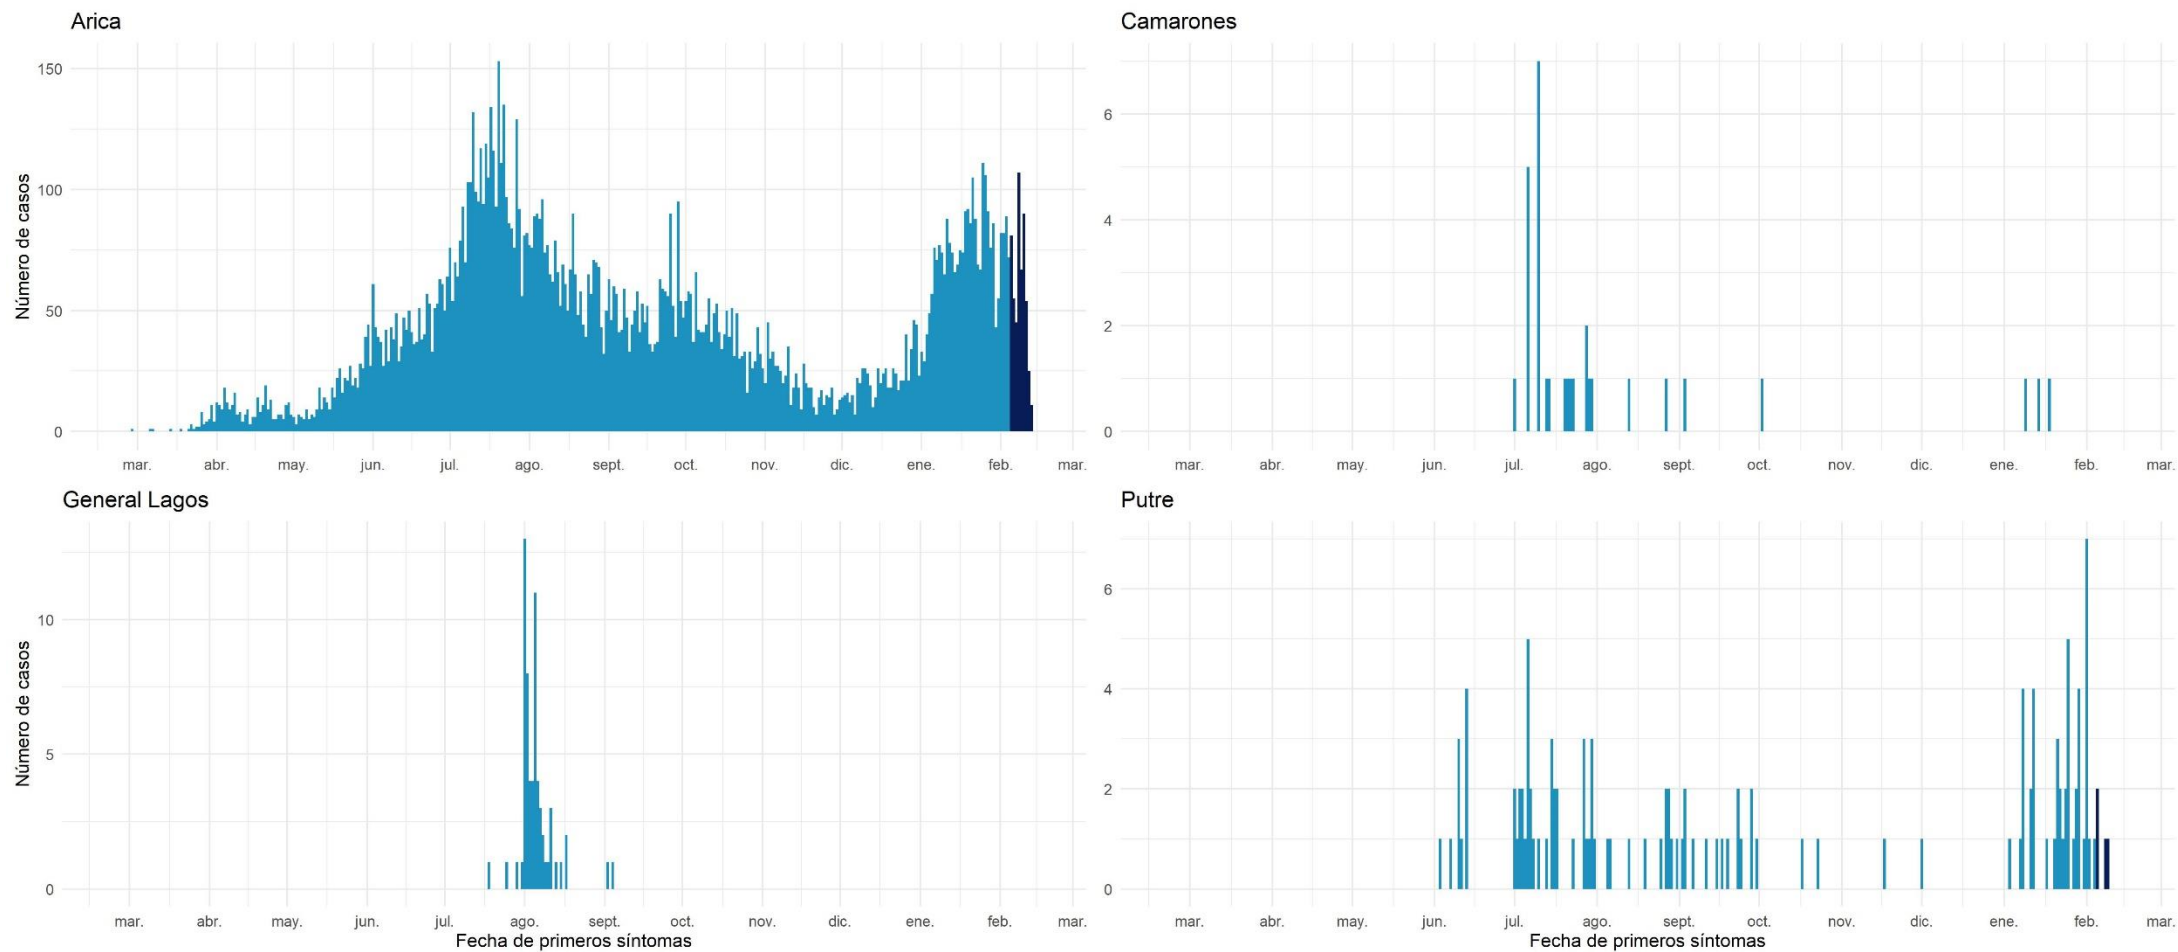 Arica
Número de casos
150
100
50
0
mar. abr. may. jun. jul. ago. sept. oct. nov. dic. ene. feb. mar.
Camarones
6
4
2
0
mar. abr. may. jun. jul. ago. sept. oct. nov. dic. ene. feb. mar.
General Lagos
Número de casos
10
5
0
mar. abr. may. jun. jul. ago. sept. oct. nov. dic. ene. feb. mar.
Fecha de primeros síntomas
Putre
6
4
2
0
mar. abr. may. jun. jul. ago. sept. oct. nov. dic. ene. feb. mar.
Fecha de primeros síntomas